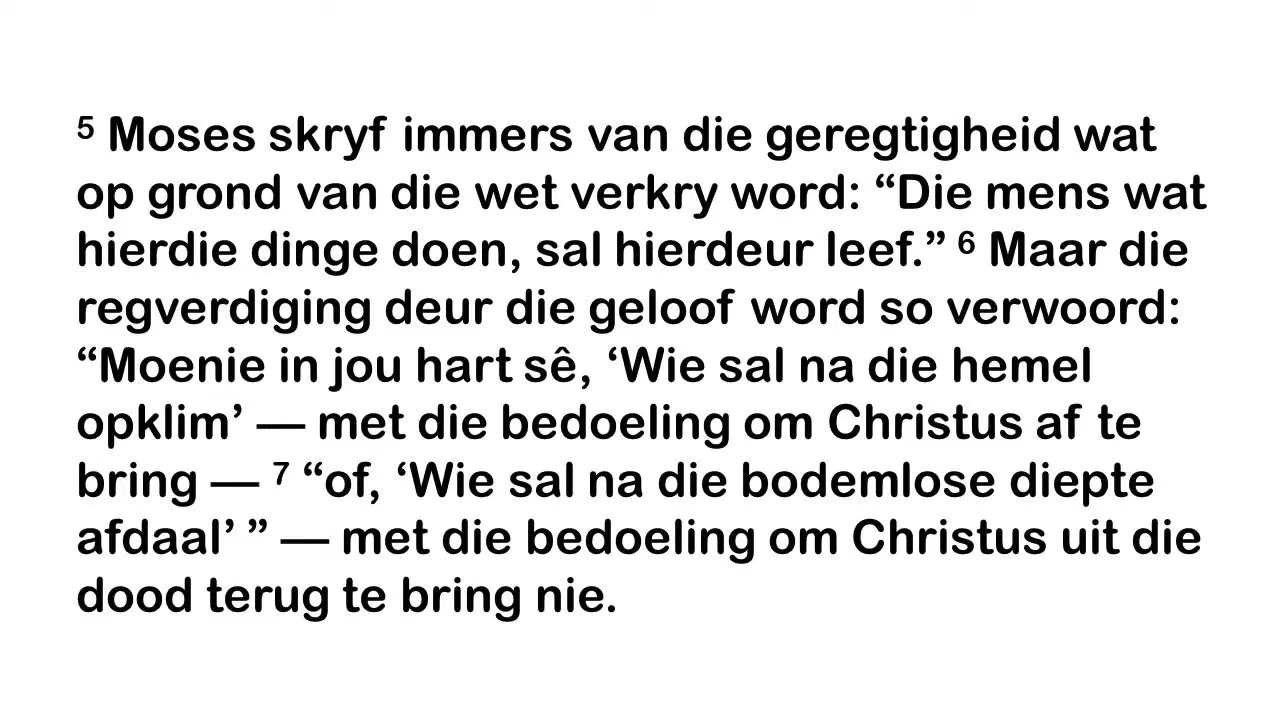 ⁵ Moses skryf immers van die geregtigheid wat
op grond van die wet verkry word: “Die mens wat
hierdie dinge doen, sal hierdeur leef.” ⁶ Maar die
regverdiging deur die geloof word so verwoord:
“Moenie in jou hart sê, ‘Wie sal na die hemel
opklim’ — met die bedoeling om Christus af te
bring — ⁷ “of, ‘Wie sal na die bodemlose diepte
afdaal’ ” — met die bedoeling om Christus uit die
dood terug te bring nie.